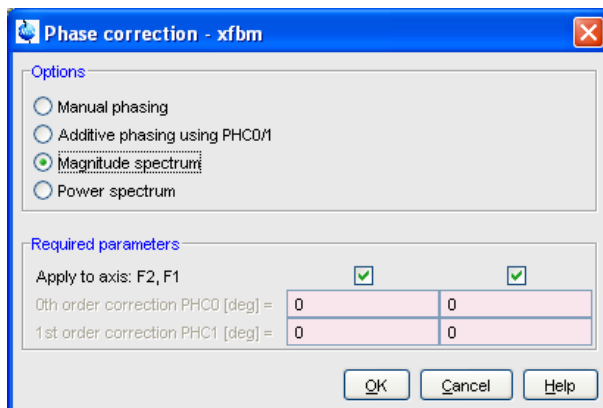 Phase correction - xfbm
Options
Manual phasing
Additive phasing using PHC0/1
Magnitude spectrum
Power spectrum
Required parameters
Apply to axis: F2, F1
0th order correction PHC0 [deg] = 0 0
1st order correction PHC1 [deg] = 0 0
OK Cancel Help